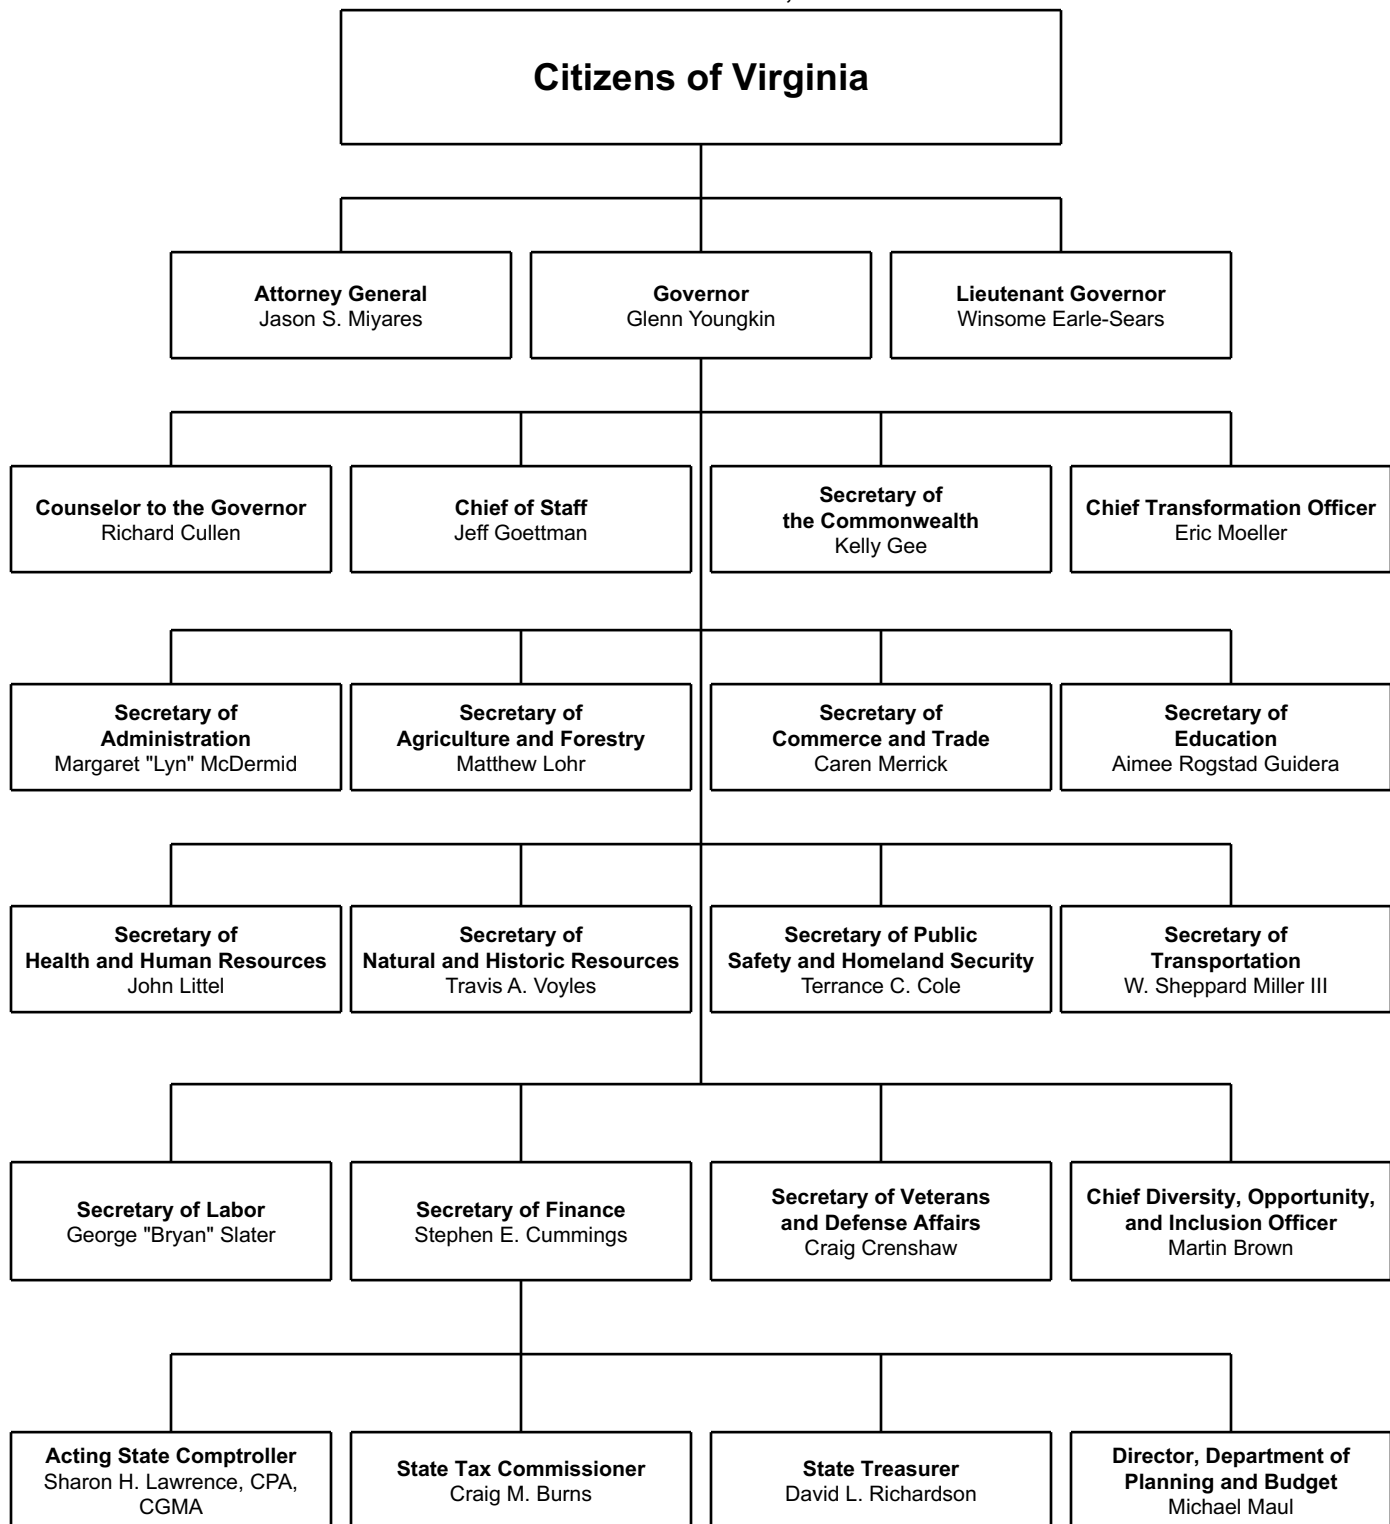 Citizens of Virginia
Attorney General
Jason S. Miyares
Governor
Glenn Youngkin
Lieutenant Governor
Winsome Earle-Sears
Counselor to the Governor
Richard Cullen
Chief of Staff
Jeff Goettman
Secretary of
the Commonwealth
Kelly Gee
Chief Transformation Officer
Eric Moeller
Secretary of
Administration
Margaret "Lyn" McDermid
Secretary of
Agriculture and Forestry
Matthew Lohr
Secretary of
Commerce and Trade
Caren Merrick
Secretary of
Education
Aimee Rogstad Guidera
Secretary of
Health and Human Resources
John Littel
Secretary of
Natural and Historic Resources
Travis A. Voyles
Secretary of Public
Safety and Homeland Security
Terrance C. Cole
Secretary of
Transportation
W. Sheppard Miller III
Secretary of Labor
George "Bryan" Slater
Secretary of Finance
Stephen E. Cummings
Secretary of Veterans
and Defense Affairs
Craig Crenshaw
Chief Diversity, Opportunity,
and Inclusion Officer
Martin Brown
Acting State Comptroller
Sharon H. Lawrence, CPA,
CGMA
State Tax Commissioner
Craig M. Burns
State Treasurer
David L. Richardson
Director, Department of
Planning and Budget
Michael Maul